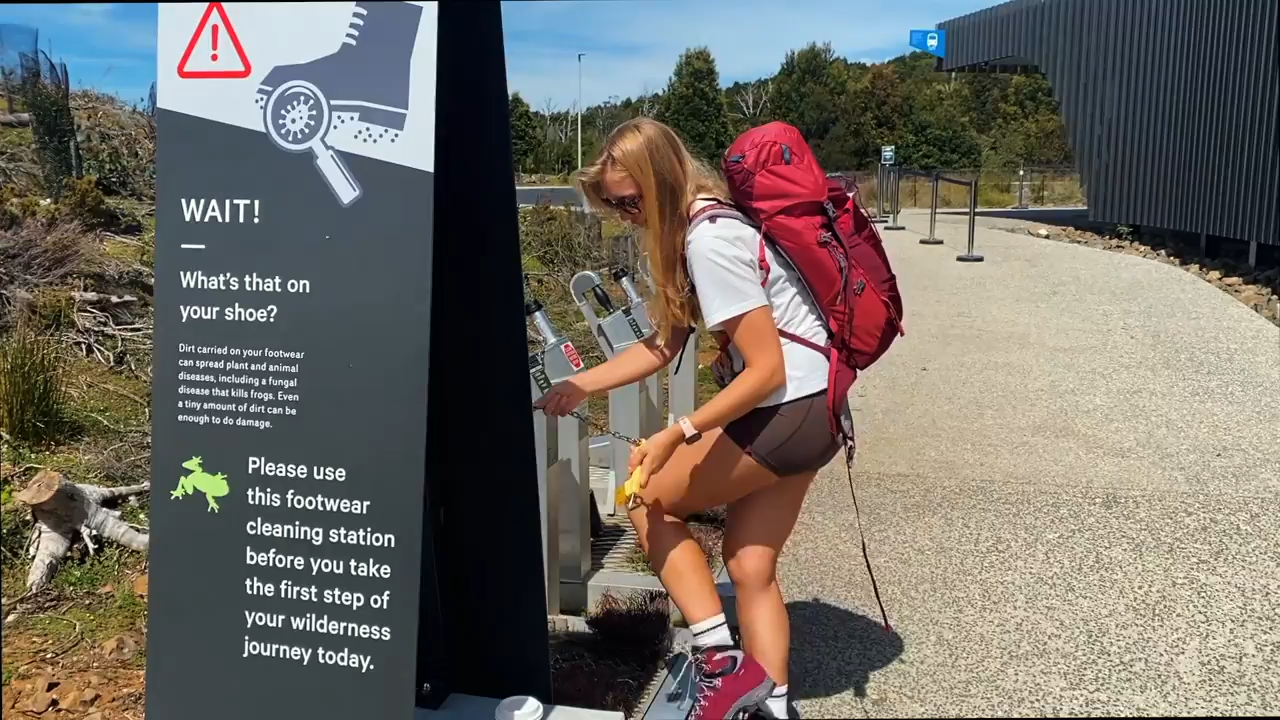 WAIT!
What's that on
your shoe?
Dirt carried on your footwear
can spread plant and animal
diseases, including a fungal
disease that kills frogs. Even
a tiny amount of dirt can be
enough to do damage.
Please use
this footwear
cleaning station
before you take
the first step of
your wilderness
journey today.